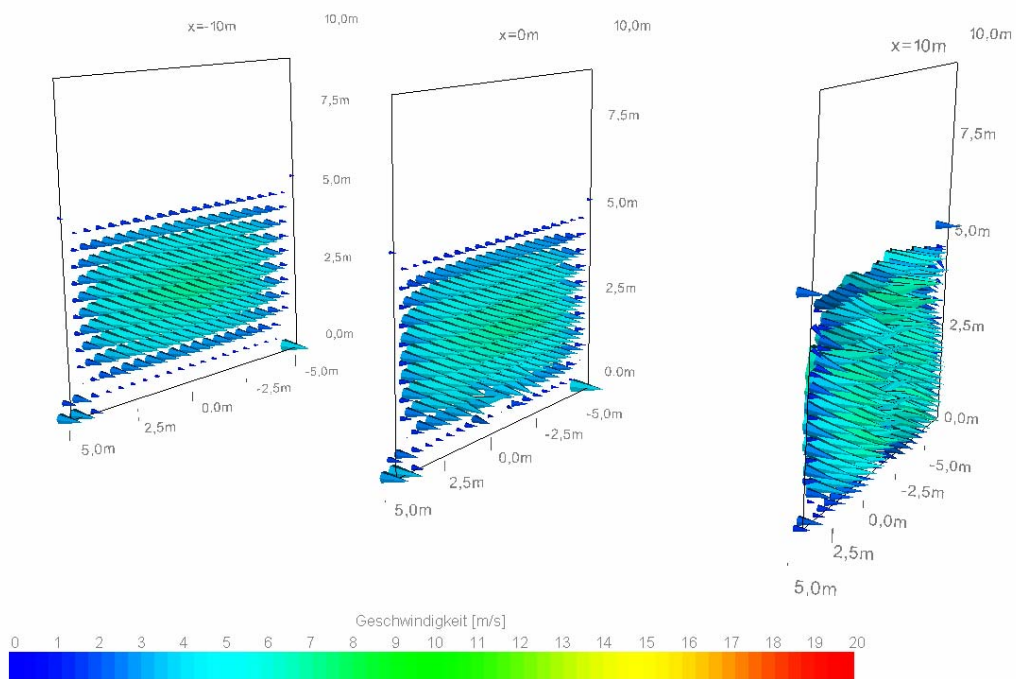 x=-10m
10,0m
7,5m
5,0m
2,5m
0,0m
-5,0m
-2,5m
0,0m
2,5m
5,0m
x=0m
10,0m
7,5m
5,0m
2,5m
0,0m
-5,0m
-2,5m
0,0m
2,5m
5,0m
x=10m
10,0m
7,5m
5,0m
2,5m
0,0m
-5,0m
-2,5m
0,0m
2,5m
5,0m
Geschwindigkeit [m/s]
0 1 2 3 4 5 6 7 8 9 10 11 12 13 14 15 16 17 18 19 20